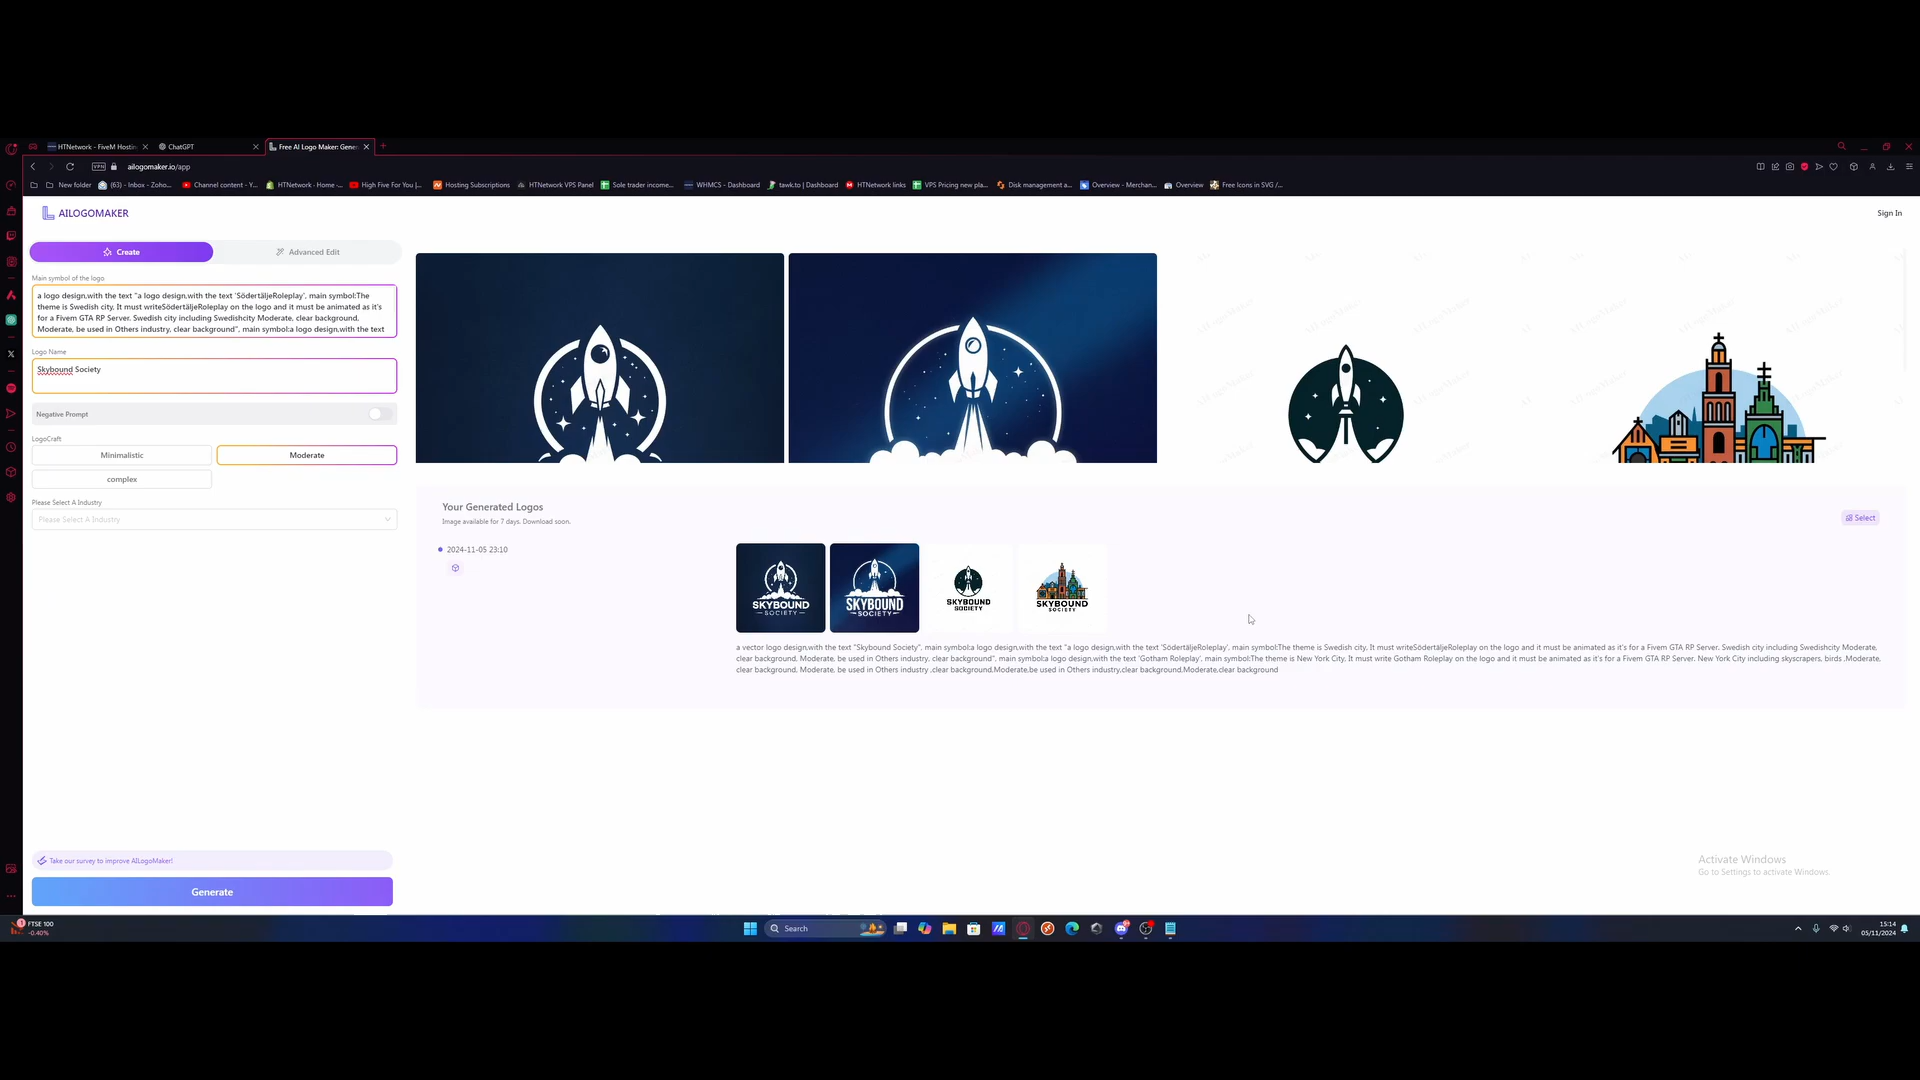 HTNetwork - FiveM Hostin
ChatGPT
Free AI Logo Maker: Gene
VPN
ailogomaker.io/app
New folder
(63) - Inbox - Zoho...
Channel content - Y...
HTNetwork - Home -...
High Five For You |...
Hosting Subscriptions
HTNetwork VPS Panel
Sole trader income...
WHMCS - Dashboard
tawk.to | Dashboard
HTNetwork links
VPS Pricing new pla...
Disk management a...
Overview - Merchan...
Overview
Free Icons in SVG /...
AILOGOMAKER
Sign In
Create
Advanced Edit
Main symbol of the logo
a logo design,with the text "a logo design,with the text 'SödertäljeRoleplay', main symbol:The
theme is Swedish city, It must writeSödertäljeRoleplay on the logo and it must be animated as it's
for a Fivem GTA RP Server. Swedish city including Swedishcity Moderate, clear background,
Moderate, be used in Others industry, clear background", main symbol:a logo design,with the text
Logo Name
Skybound Society
Negative Prompt
LogoCraft
Minimalistic
Moderate
complex
Please Select A Industry
Please Select A Industry
Your Generated Logos
Image available for 7 days. Download soon.
Select
2024-11-05 23:10
SKYBOUND
SOCIETY
SKYBOUND
SOCIETY
SKYBOUND
SOCIETY
SKYBOUND
SOCIETY
a vector logo design,with the text "Skybound Society", main symbol:a logo design,with the text "a logo design,with the text 'SödertäljeRoleplay', main symbol:The theme is Swedish city, It must writeSödertäljeRoleplay on the logo and it must be animated as it's for a Fivem GTA RP Server. Swedish city including Swedishcity Moderate,
clear background, Moderate, be used in Others industry, clear background", main symbol:a logo design,with the text 'Gotham Roleplay', main symbol:The theme is New York City, It must write Gotham Roleplay on the logo and it must be animated as it's for a Fivem GTA RP Server. New York City including skyscrapers, birds ,Moderate,
clear background, Moderate, be used in Others industry ,clear background,Moderate,be used in Others industry,clear background,Moderate,clear background
Activate Windows
Go to Settings to activate Windows.
Take our survey to improve AILogoMaker!
Generate
1
FTSE 100
-0.40%
Search
15:14
05/11/2024